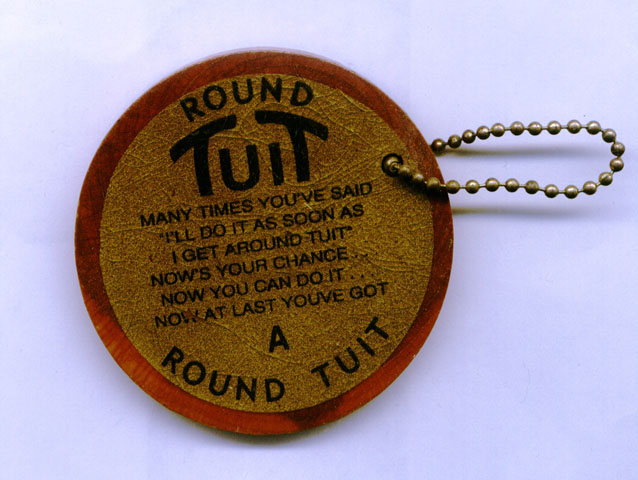 ROUND
TUIT
MANY TIMES YOU'VE SAID
"I'LL DO IT AS SOON AS
I GET AROUND TUIT"
NOW'S YOUR CHANCE . .
NOW YOU CAN DO IT . . . .
NOW AT LAST YOU'VE GOT
A
ROUND TUIT